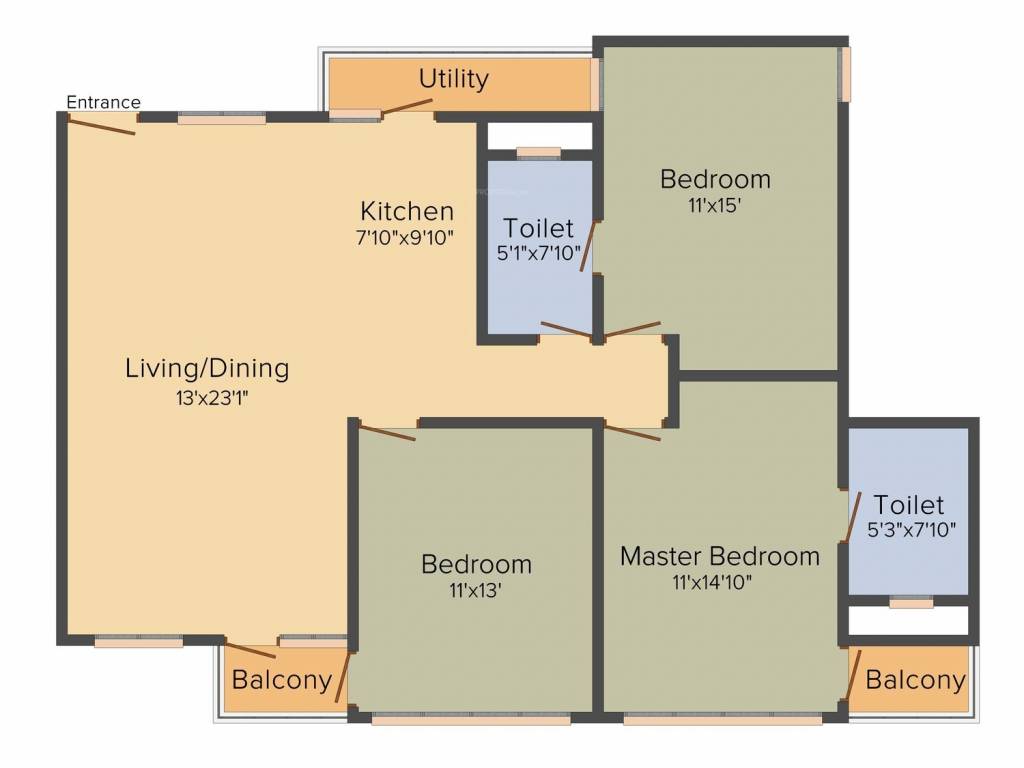 Utility
Entrance
Bedroom
11'x15'
Kitchen
7'10"x9'10"
Toilet
5'1"x7'10"
Living/Dining
13'x23'1"
Toilet
5'3"x7'10"
Bedroom
11'x13'
Master Bedroom
11'x14'10"
Balcony
Balcony